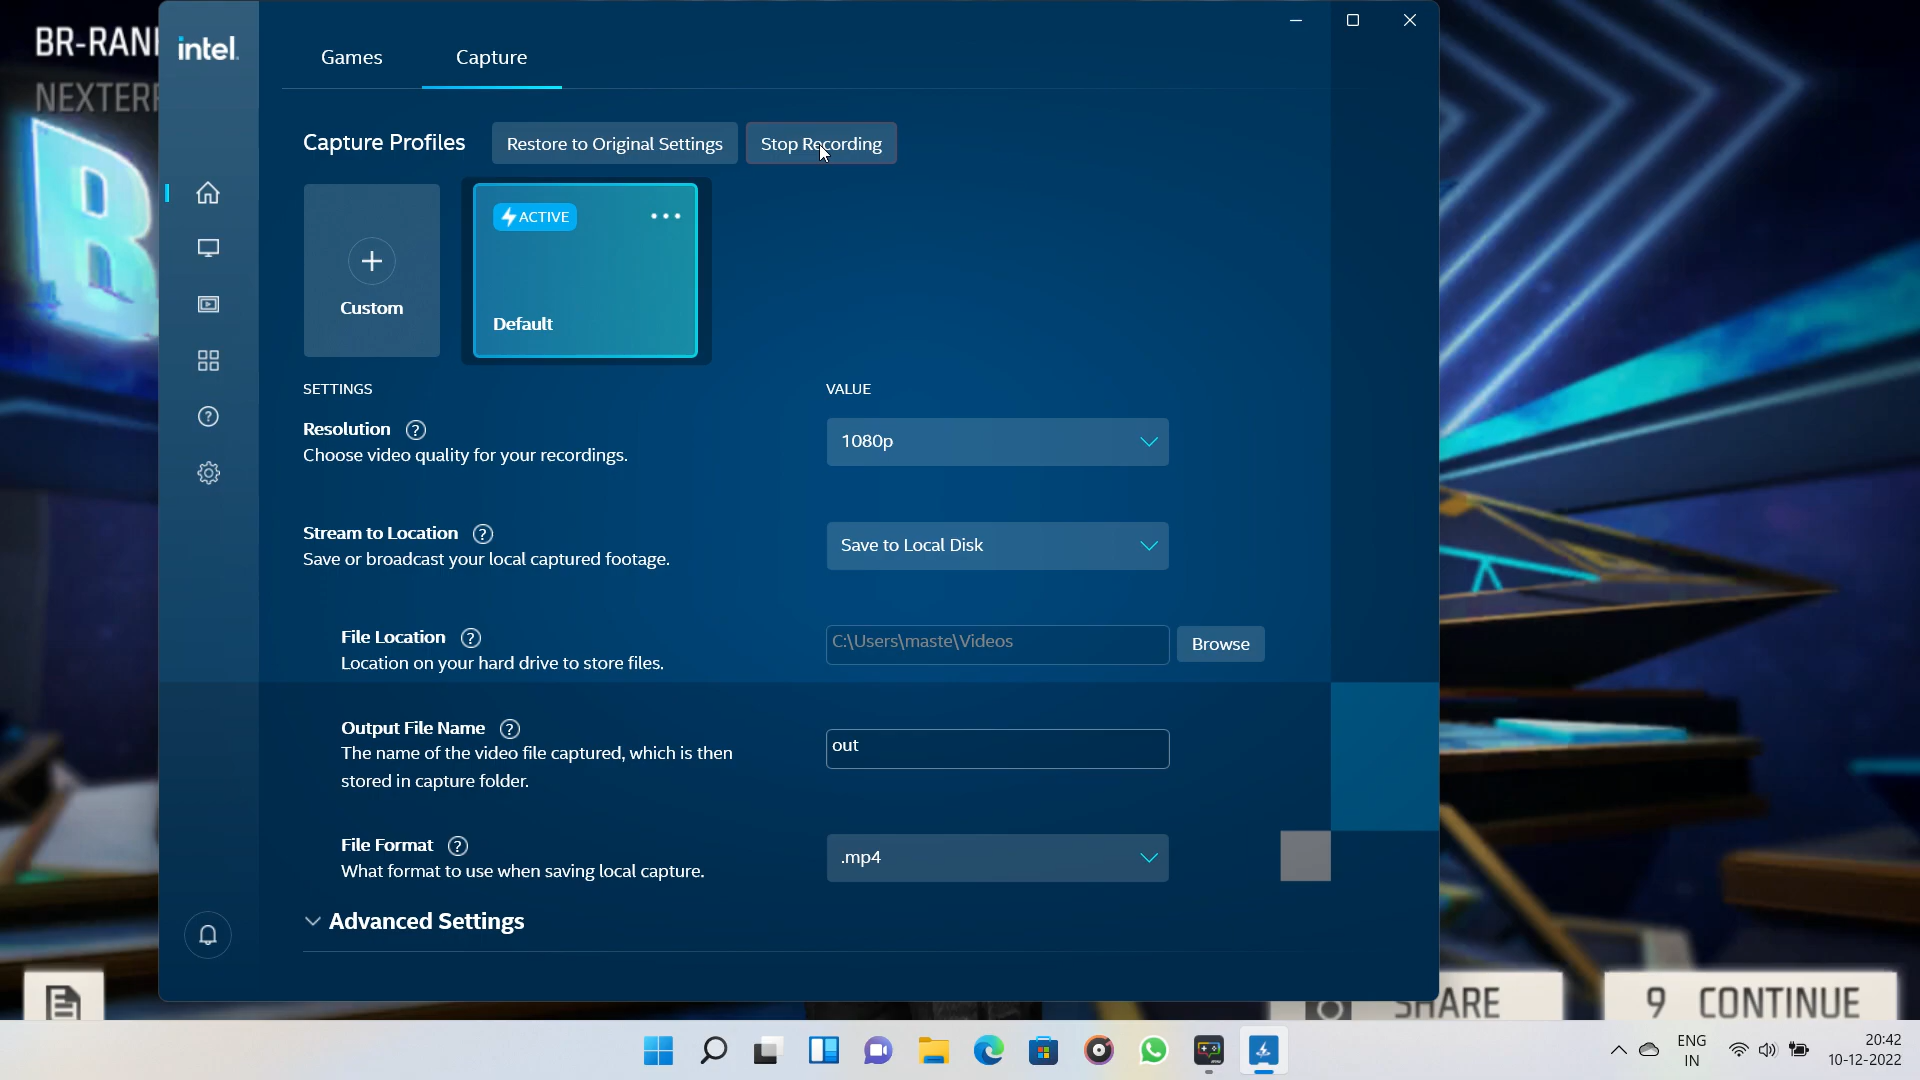 BR-RAN
NEXTER
intel.
Games
Capture
Capture Profiles
Restore to Original Settings
Stop Recording
ACTIVE
Custom
Default
SETTINGS
VALUE
Resolution ?
Choose video quality for your recordings.
1080p
Stream to Location ?
Save or broadcast your local captured footage.
Save to Local Disk
File Location ?
Location on your hard drive to store files.
C:\Users\maste\Videos
Browse
Output File Name ?
The name of the video file captured, which is then
stored in capture folder.
out
File Format ?
What format to use when saving local capture.
.mp4
Advanced Settings
SHARE
9 CONTINUE
ENG
IN
20:42
10-12-2022